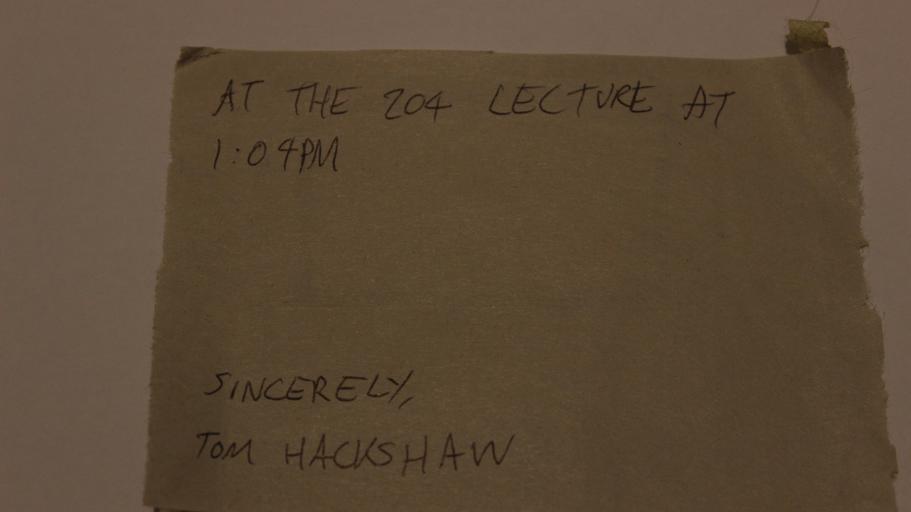 AT THE 204 LECTURE AT
1:04PM
SINCERELY,
TOM HACKSHAW